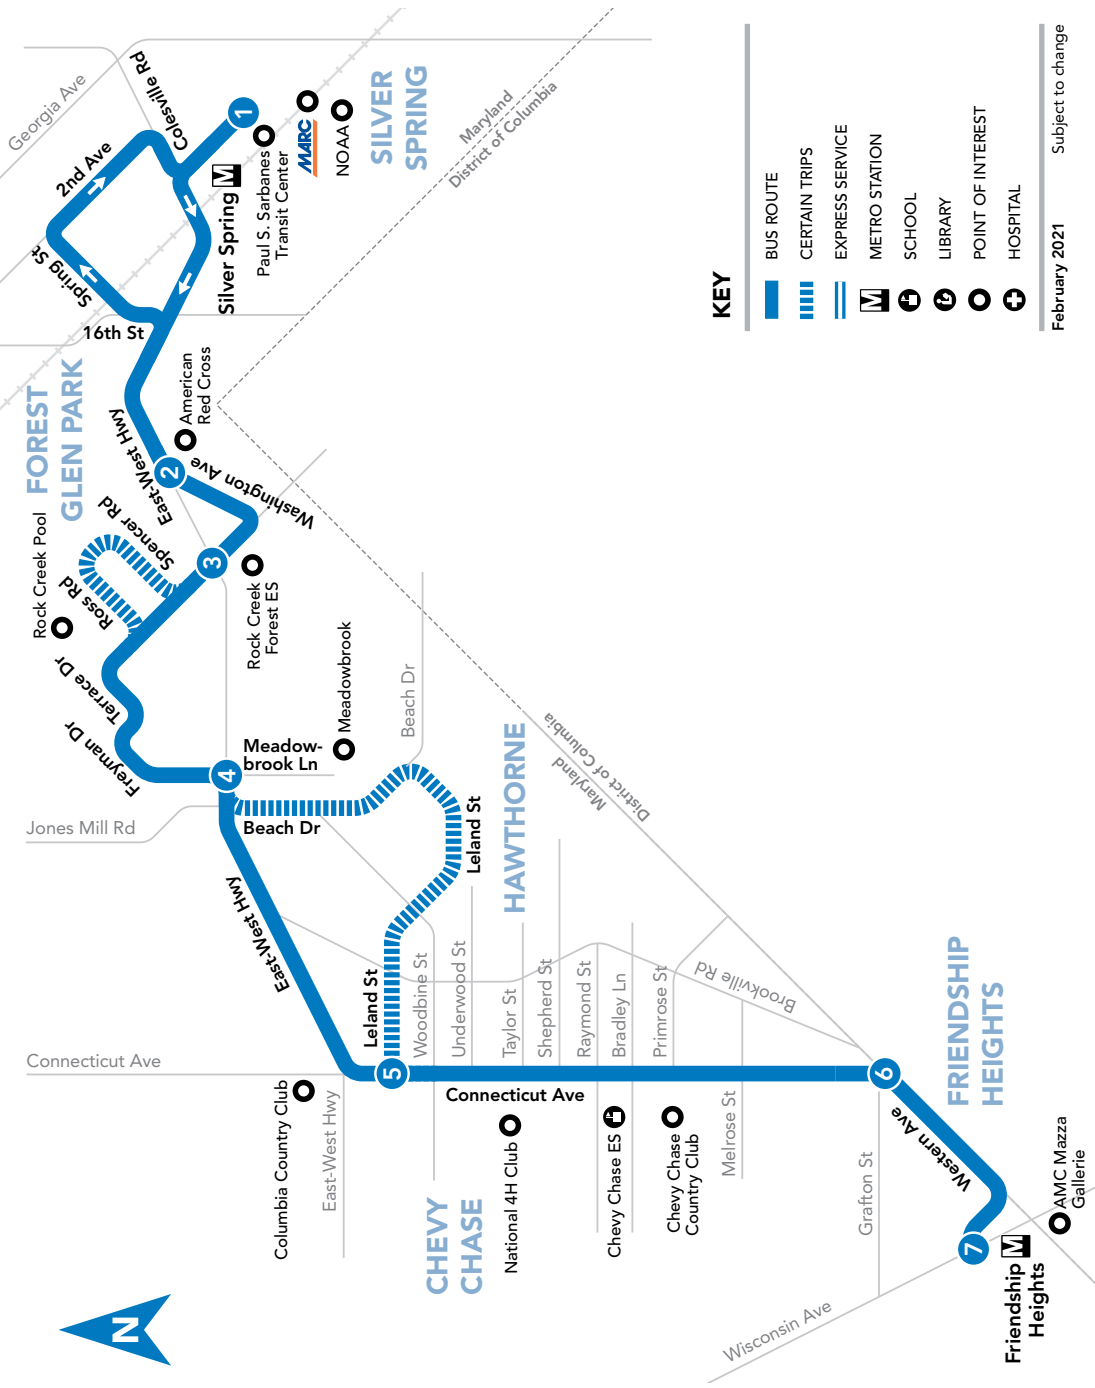 Georgia Ave
Colesville Rd
2nd Ave
Spring St
16th St
1
Silver Spring
M
Paul S. Sarbanes
Transit Center
MARC
NOAA
SILVER
SPRING
Maryland
District of Columbia
FOREST
GLEN PARK
American
Red Cross
East-West Hwy
2
Washington Ave
Rock Creek Pool
Spencer Rd
Ross Rd
3
Rock Creek
Forest ES
Terrace Dr
Freyman Dr
Meadowbrook
4
Meadow-
brook Ln
Beach Dr
Jones Mill Rd
Beach Dr
Leland St
HAWTHORNE
District of Columbia
Maryland
East-West Hwy
Leland St
Woodbine St
Underwood St
Taylor St
Shepherd St
Raymond St
Bradley Ln
Primrose St
Brookville Rd
Connecticut Ave
5
Connecticut Ave
6
FRIENDSHIP
HEIGHTS
Columbia Country Club
East-West Hwy
CHEVY
CHASE
National 4H Club
Chevy Chase ES
Chevy Chase
Country Club
Melrose St
Grafton St
Western Ave
AMC Mazza
Gallerie
7
M
Friendship
Heights
Wisconsin Ave
N
KEY
BUS ROUTE
CERTAIN TRIPS
EXPRESS SERVICE
M
METRO STATION
SCHOOL
LIBRARY
POINT OF INTEREST
HOSPITAL
February 2021
Subject to change